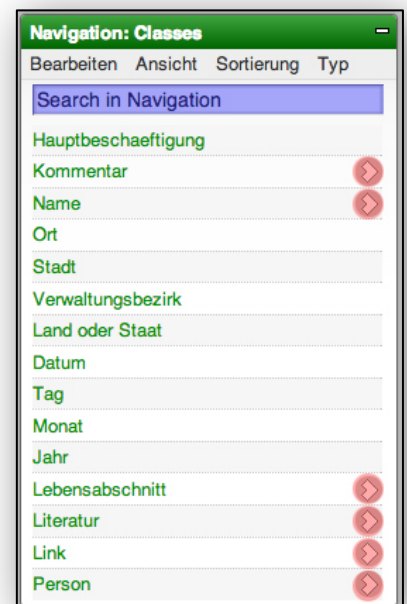 Navigation: Classes
Bearbeiten Ansicht Sortierung Typ
Search in Navigation
Hauptbeschaeftigung
Kommentar
Name
Ort
Stadt
Verwaltungsbezirk
Land oder Staat
Datum
Tag
Monat
Jahr
Lebensabschnitt
Literatur
Link
Person